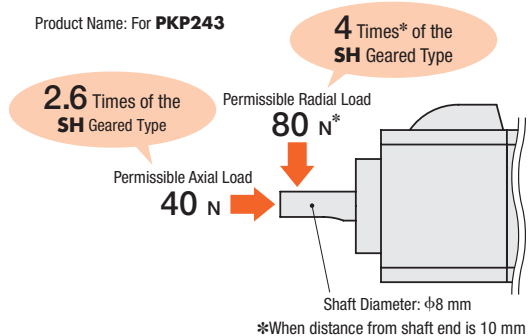 Product Name: For PKP243
4 Times* of the
SH Geared Type
2.6 Times of the
SH Geared Type
Permissible Radial Load
80 N*
Permissible Axial Load
40 N
Shaft Diameter: ϕ8 mm
*When distance from shaft end is 10 mm